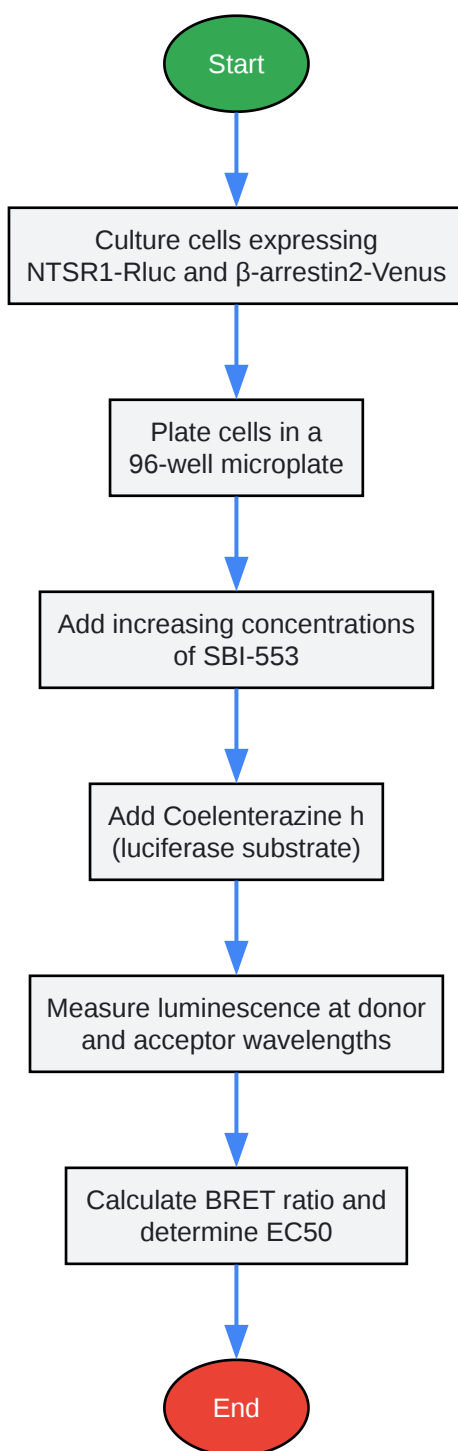 Start
Culture cells expressing
NTSR1-Rluc and β-arrestin2-Venus
Plate cells in a
96-well microplate
Add increasing concentrations
of SBI-553
Add Coelenterazine h
(luciferase substrate)
Measure luminescence at donor
and acceptor wavelengths
Calculate BRET ratio and
determine EC50
End